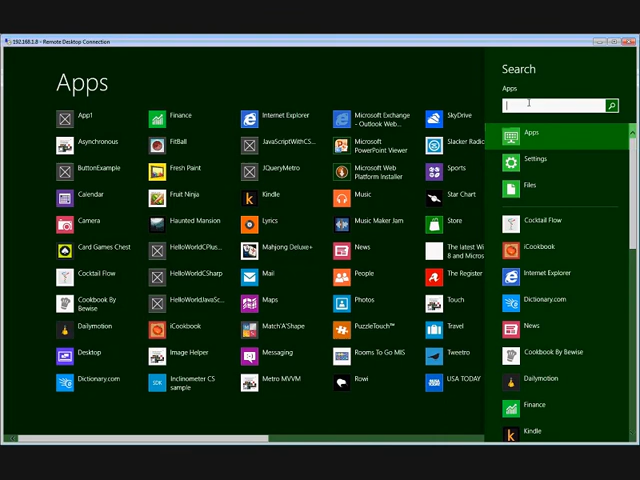 192.168.1.8 - Remote Desktop Connection
Apps
App1
Asynchronous
ButtonExample
Calendar
Camera
Card Games Chest
Cocktail Flow
Cookbook By
Bewise
Dailymotion
Desktop
Dictionary.com
Finance
FitBall
Fresh Paint
Fruit Ninja
Haunted Mansion
HelloWorldCPlus...
HelloWorldCSharp
HelloWorldJavaSc...
iCookbook
Image Helper
Inclinometer CS
sample
Internet Explorer
JavaScriptWithCS...
JQueryMetro
Kindle
Lyrics
Mahjong Deluxe+
Mail
Maps
Match'A'Shape
Messaging
Metro MVVM
Microsoft Exchange
- Outlook Web...
Microsoft
PowerPoint Viewer
Microsoft Web
Platform Installer
Music
Music Maker Jam
News
People
Photos
PuzzleTouch™
Rooms To Go MIS
Rowi
SkyDrive
Slacker Radio
Sports
Star Chart
Store
The latest Wi
8 and Micros
The Register
Touch
Travel
Tweetro
USA TODAY
SDK
Search
Apps
Apps
Settings
Files
Cocktail Flow
iCookbook
Internet Explorer
Dictionary.com
News
Cookbook By Bewise
Dailymotion
Finance
Kindle